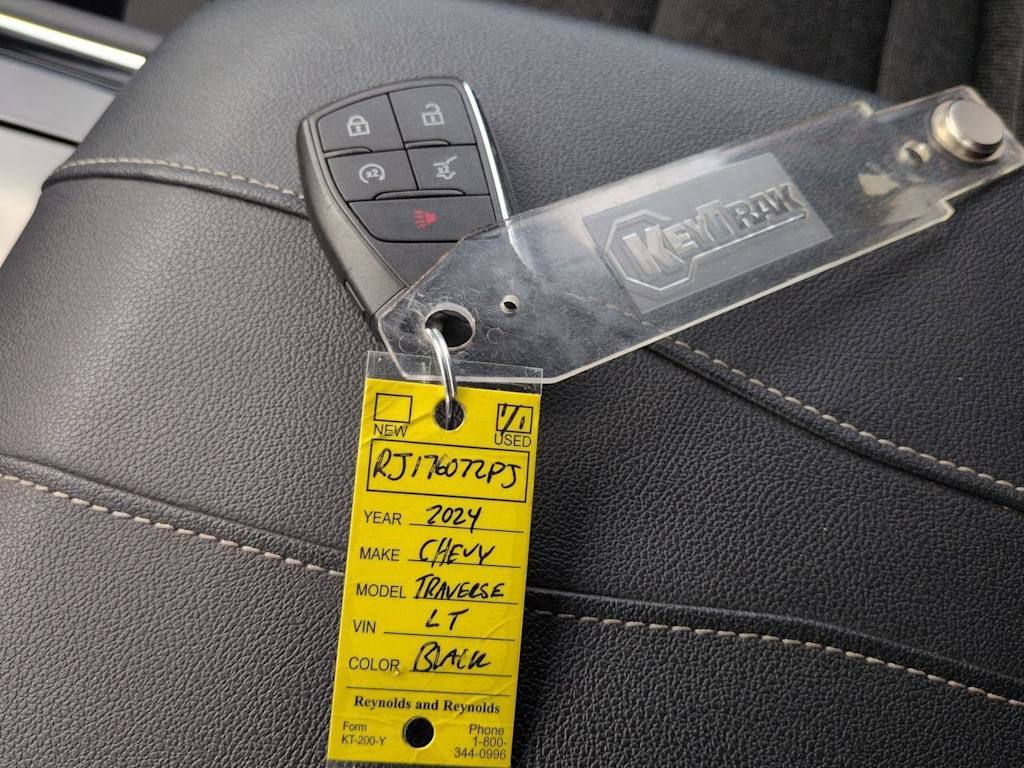 x2
KEYTRAK
NEW
USED
RJ176072PJ
YEAR 2024
MAKE CHEVY
MODEL TRAVERSE
VIN LT
COLOR BLACK
Reynolds and Reynolds
Form
KT-200-Y
Phone
1-800-
344-0996